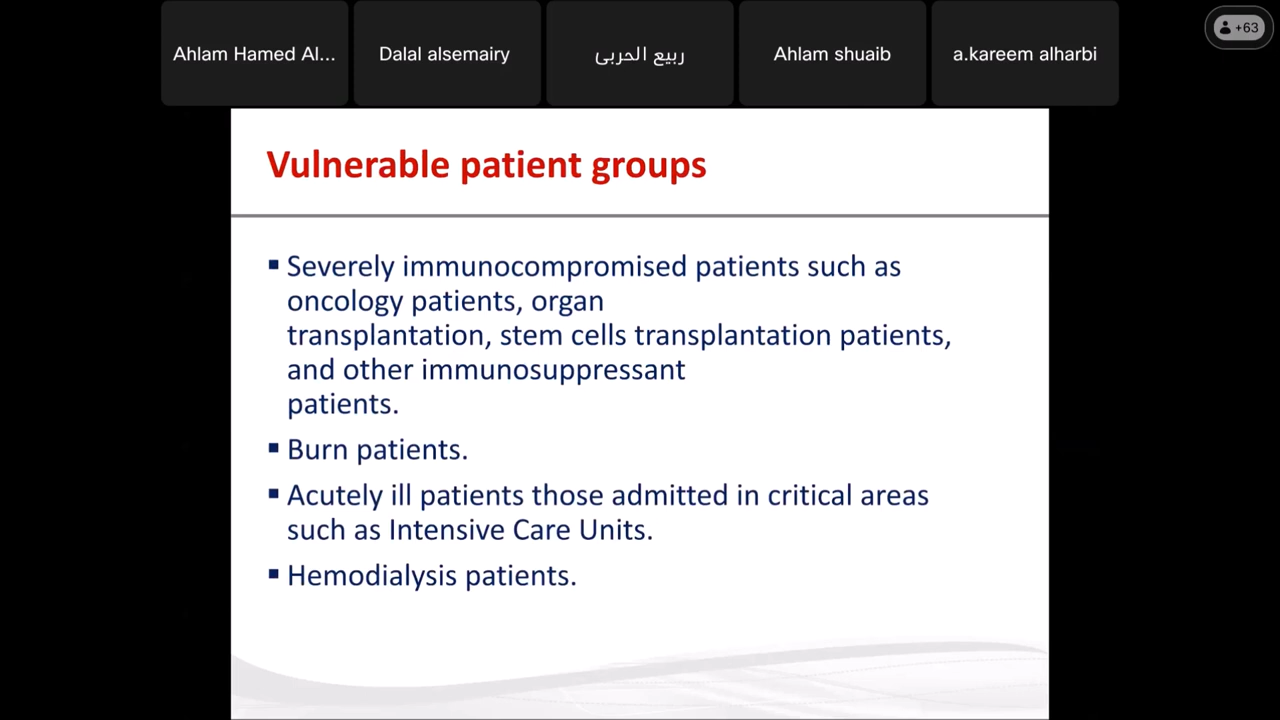 Ahlam Hamed Al...
Dalal alsemairy
ربيع الحربي
Ahlam shuaib
a.kareem alharbi
+63
Vulnerable patient groups
▪ Severely immunocompromised patients such as
oncology patients, organ
transplantation, stem cells transplantation patients,
and other immunosuppressant
patients.
▪ Burn patients.
▪ Acutely ill patients those admitted in critical areas
such as Intensive Care Units.
▪ Hemodialysis patients.